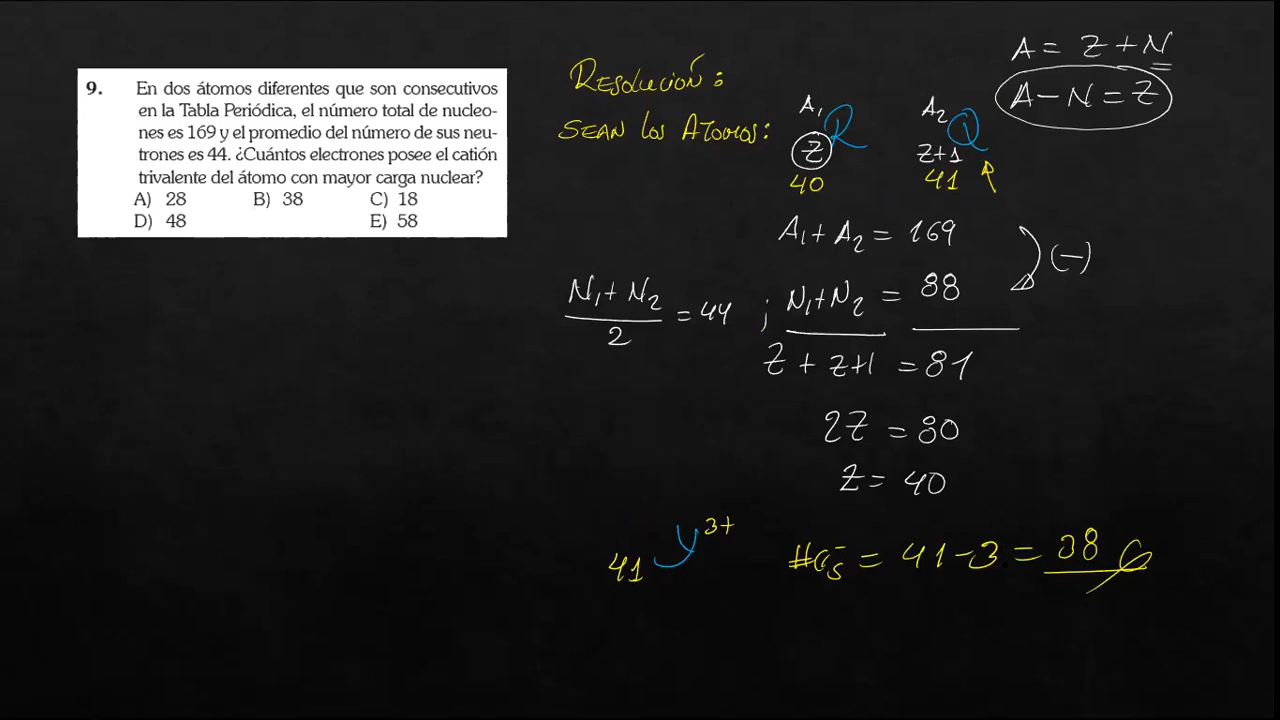 9. En dos átomos diferentes que son consecutivos
en la Tabla Periódica, el número total de nucleo-
nes es 169 y el promedio del número de sus neu-
trones es 44. ¿Cuántos electrones posee el catión
trivalente del átomo con mayor carga nuclear?
A) 28 B) 38 C) 18
D) 48 E) 58
RESOLUCIÓN:
SEAN LOS ATOMOS:
A = Z + N
A - N = Z
A₁ R A₂ Q
Z Z+1
40 41
A₁ + A₂ = 169
(N₁ + N₂)/2 = 44 ; N₁ + N₂ = 88 (-)
Z + Z+1 = 81
2Z = 80
Z = 40
41 y 3+ #e⁻s = 41 - 3 = 38